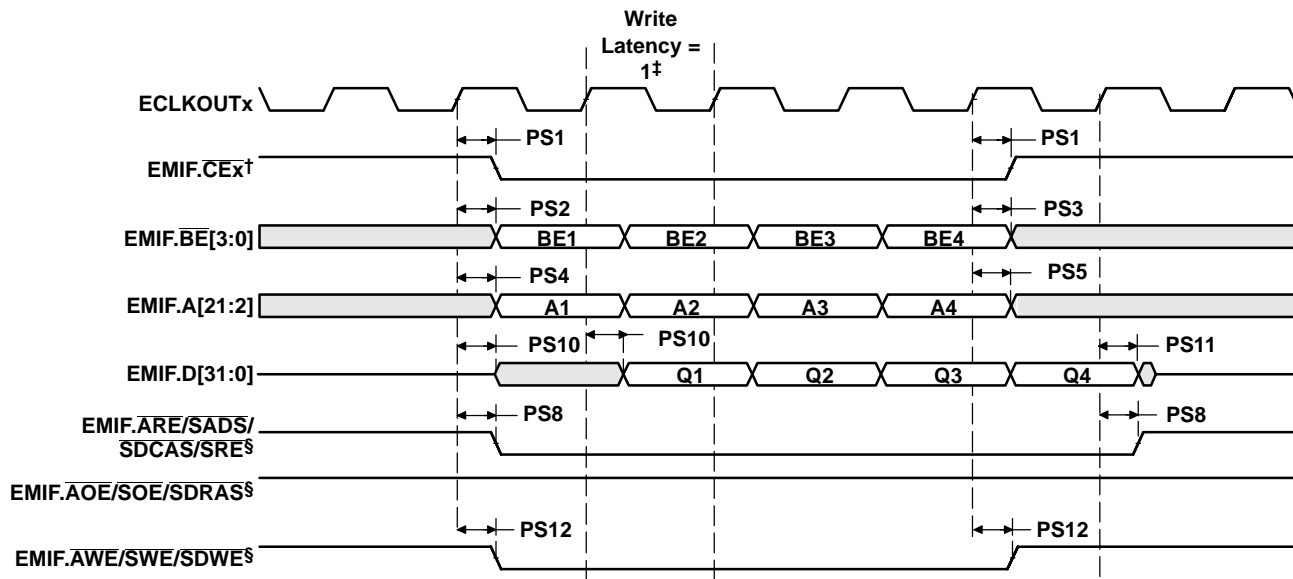 Write
Latency =
1‡
ECLKOUTx
PS1 PS1
EMIF.CEx†
PS2 PS3
EMIF.BE[3:0] BE1 BE2 BE3 BE4
PS4 PS5
EMIF.A[21:2] A1 A2 A3 A4
PS10 PS10 PS11
EMIF.D[31:0] Q1 Q2 Q3 Q4
PS8 PS8
EMIF.ARE/SADS/
SDCAS/SRE§
EMIF.AOE/SOE/SDRAS§
PS12 PS12
EMIF.AWE/SWE/SDWE§